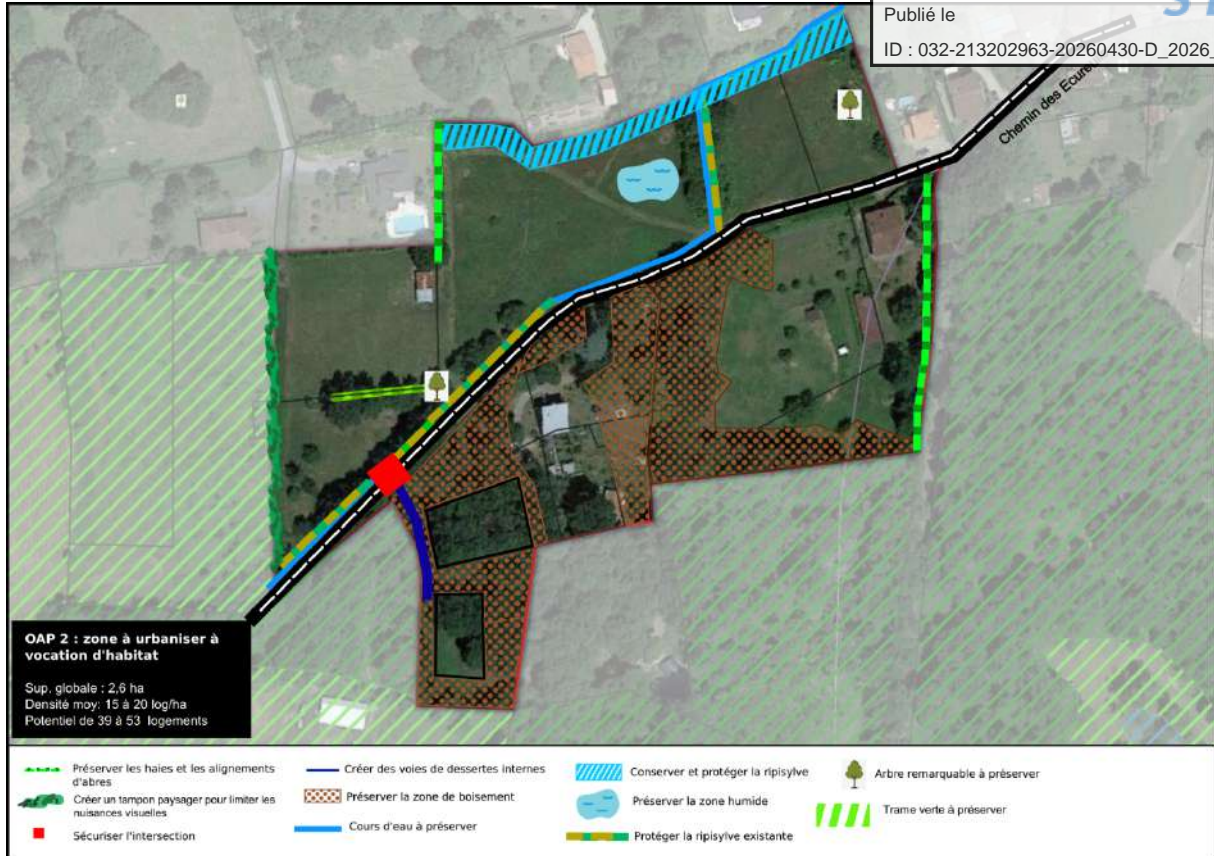 Publié le
ID : 032-213202963-20260430-D_2026_
Chemin des Ecureu
OAP 2 : zone à urbaniser à
vocation d'habitat
Sup. globale : 2,6 ha
Densité moy: 15 à 20 log/ha
Potentiel de 39 à 53 logements
Préserver les haies et les alignements
d'abres
Créer un tampon paysager pour limiter les
nuisances visuelles
Sécuriser l'intersection
Créer des voies de dessertes internes
Préserver la zone de boisement
Cours d'eau à préserver
Conserver et protéger la ripisylve
Préserver la zone humide
Protéger la ripisylve existante
Arbre remarquable à préserver
Trame verte à préserver